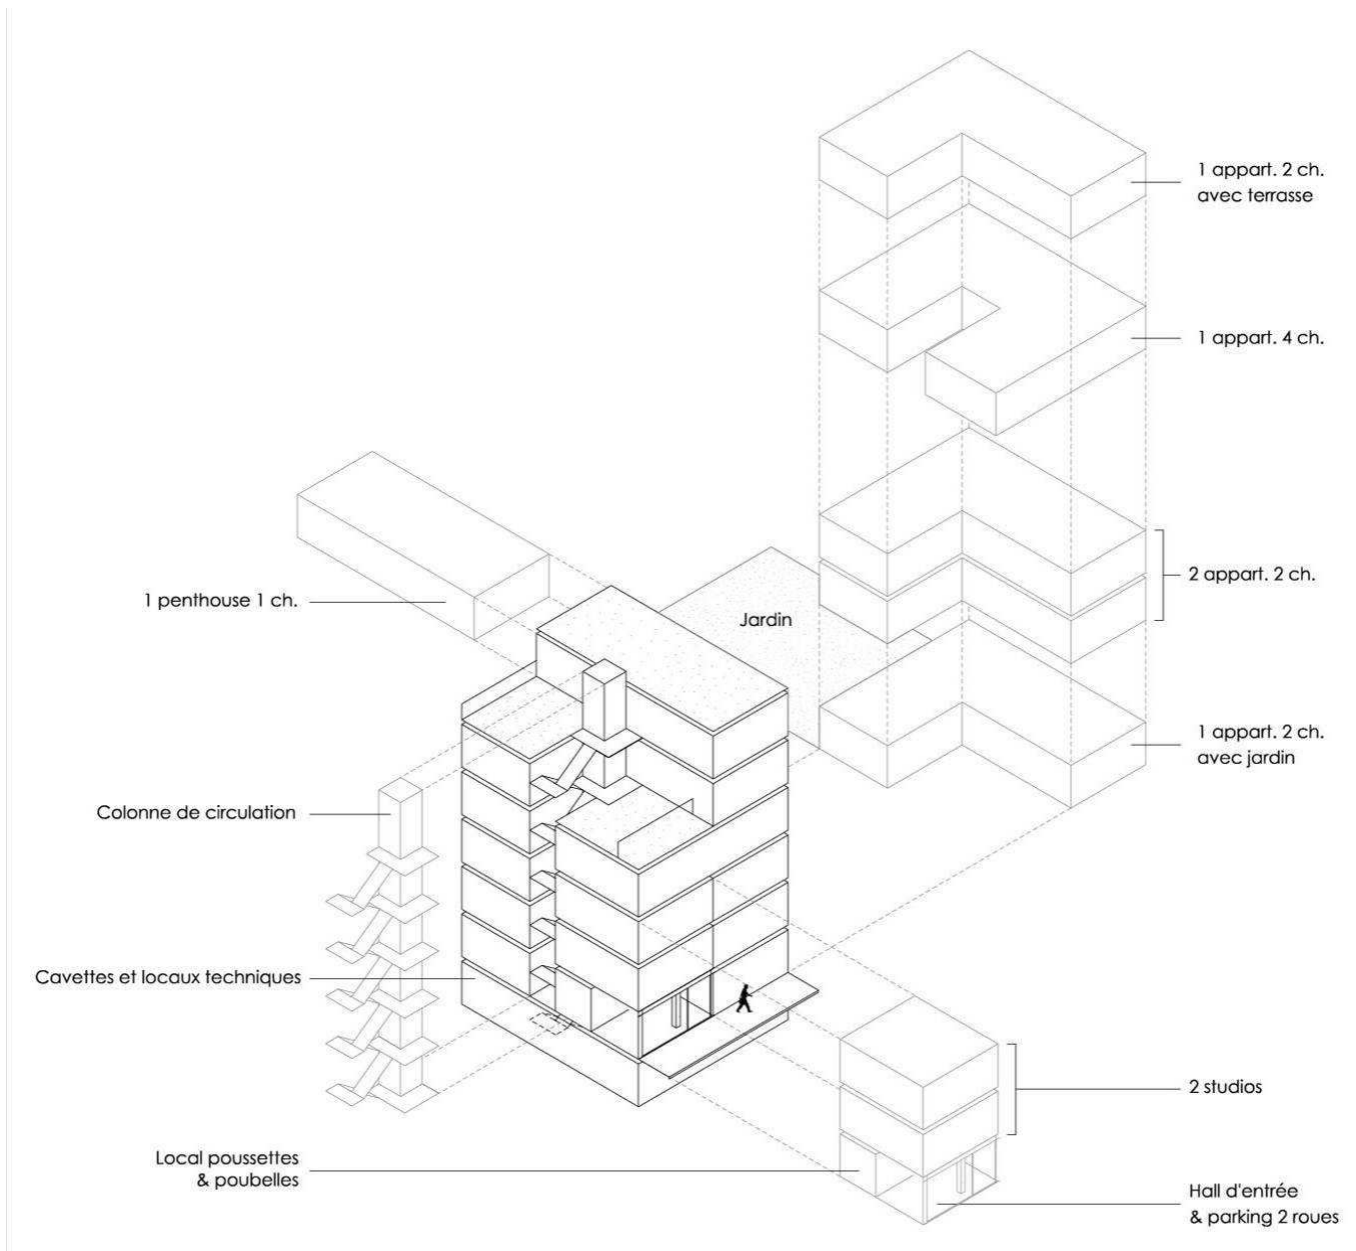 1 appart. 2 ch.
avec terrasse
1 appart. 4 ch.
2 appart. 2 ch.
1 penthouse 1 ch.
Jardin
1 appart. 2 ch.
avec jardin
Colonne de circulation
Cavettes et locaux techniques
2 studios
Local poussettes
& poubelles
Hall d'entrée
& parking 2 roues